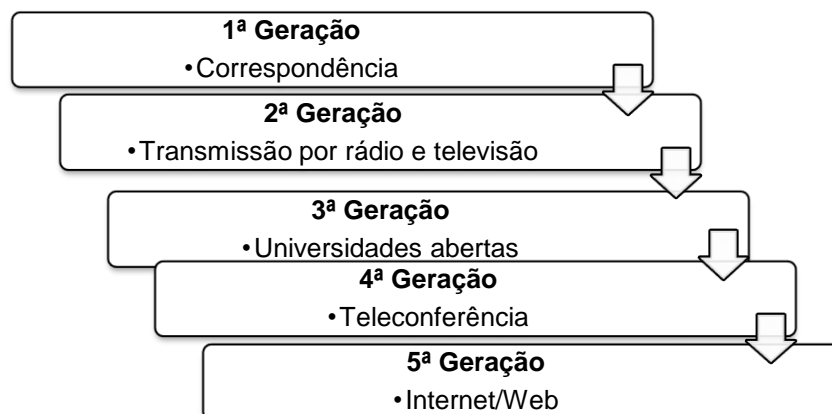 1ª Geração
•Correspondência
2ª Geração
•Transmissão por rádio e televisão
3ª Geração
•Universidades abertas
4ª Geração
•Teleconferência
5ª Geração
•Internet/Web